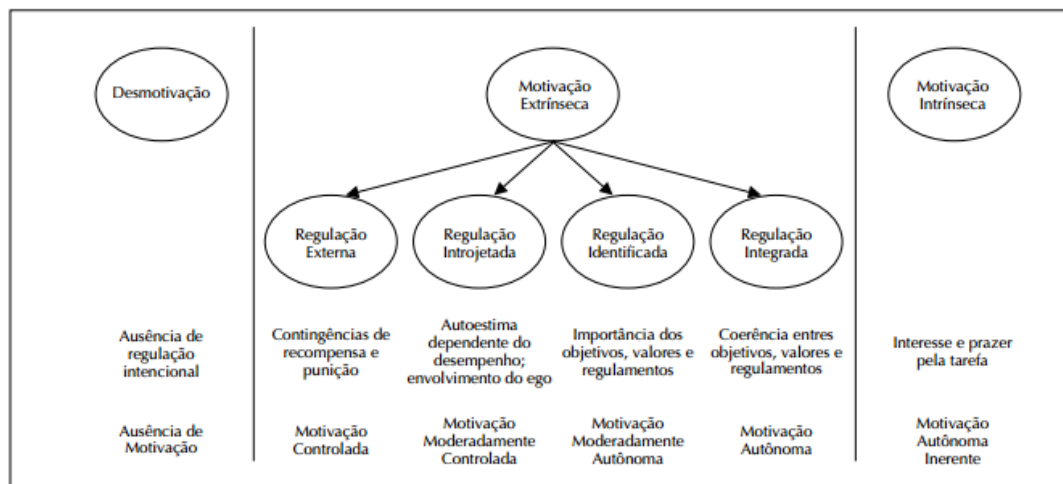 Desmotivação
Motivação
Extrínseca
Motivação
Intrínseca
Regulação
Externa
Regulação
Introjetada
Regulação
Identificada
Regulação
Integrada
Ausência de
regulação
intencional
Contingências de
recompensa e
punição
Autoestima
dependente do
desempenho;
envolvimento do ego
Importância dos
objetivos, valores e
regulamentos
Coerência entres
objetivos, valores e
regulamentos
Interesse e prazer
pela tarefa
Ausência de
Motivação
Motivação
Controlada
Motivação
Moderadamente
Controlada
Motivação
Moderadamente
Autônoma
Motivação
Autônoma
Motivação
Autônoma
Inerente